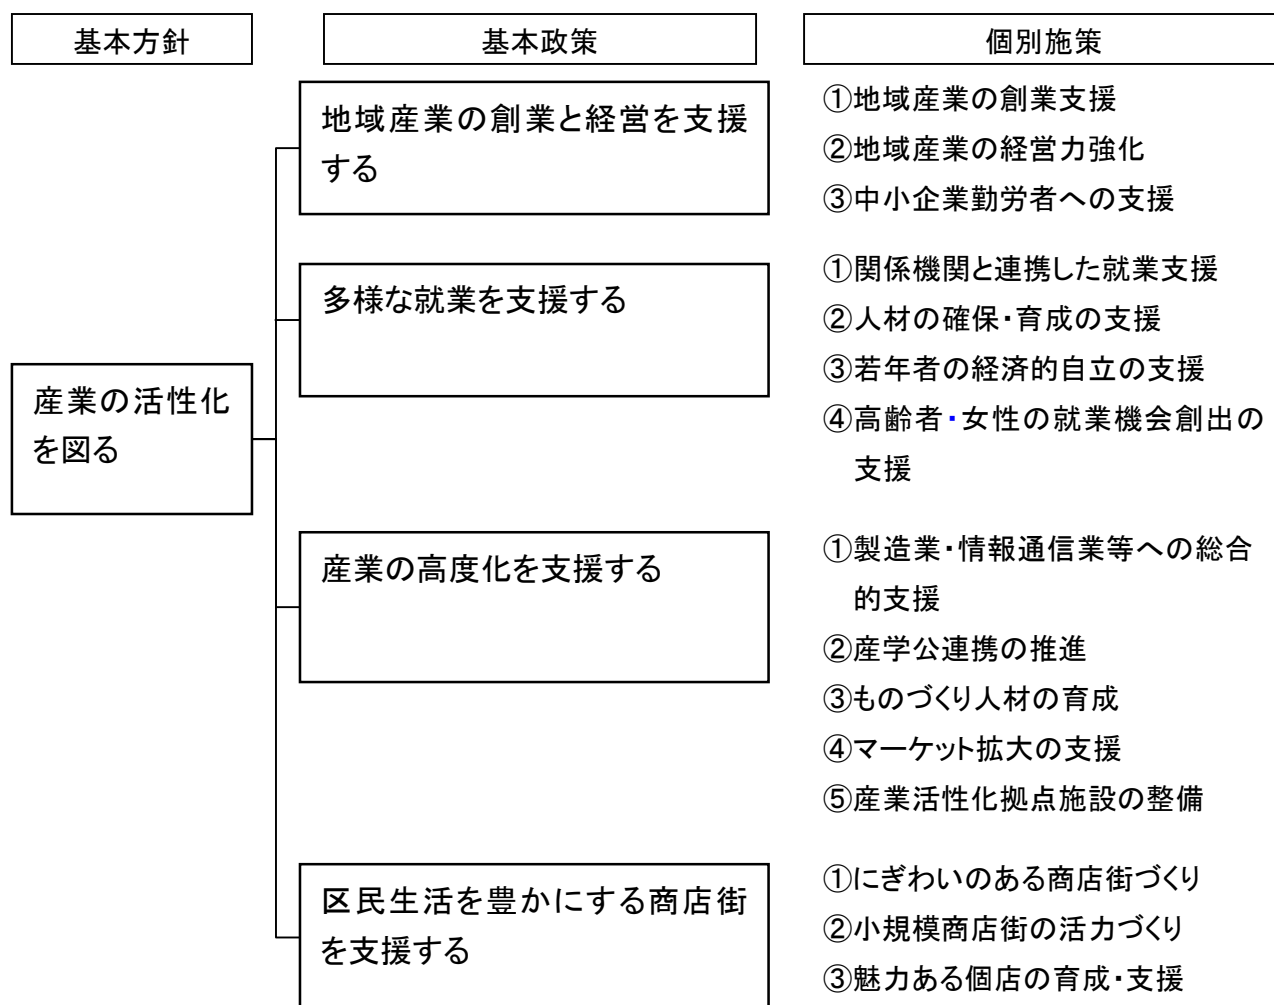 基本方針
基本政策
個別施策
産業の活性化
を図る
地域産業の創業と経営を支援
する
①地域産業の創業支援
②地域産業の経営力強化
③中小企業勤労者への支援
多様な就業を支援する
①関係機関と連携した就業支援
②人材の確保・育成の支援
③若年者の経済的自立の支援
④高齢者・女性の就業機会創出の
支援
産業の高度化を支援する
①製造業・情報通信業等への総合
的支援
②産学公連携の推進
③ものづくり人材の育成
④マーケット拡大の支援
⑤産業活性化拠点施設の整備
区民生活を豊かにする商店街
を支援する
①にぎわいのある商店街づくり
②小規模商店街の活力づくり
③魅力ある個店の育成・支援